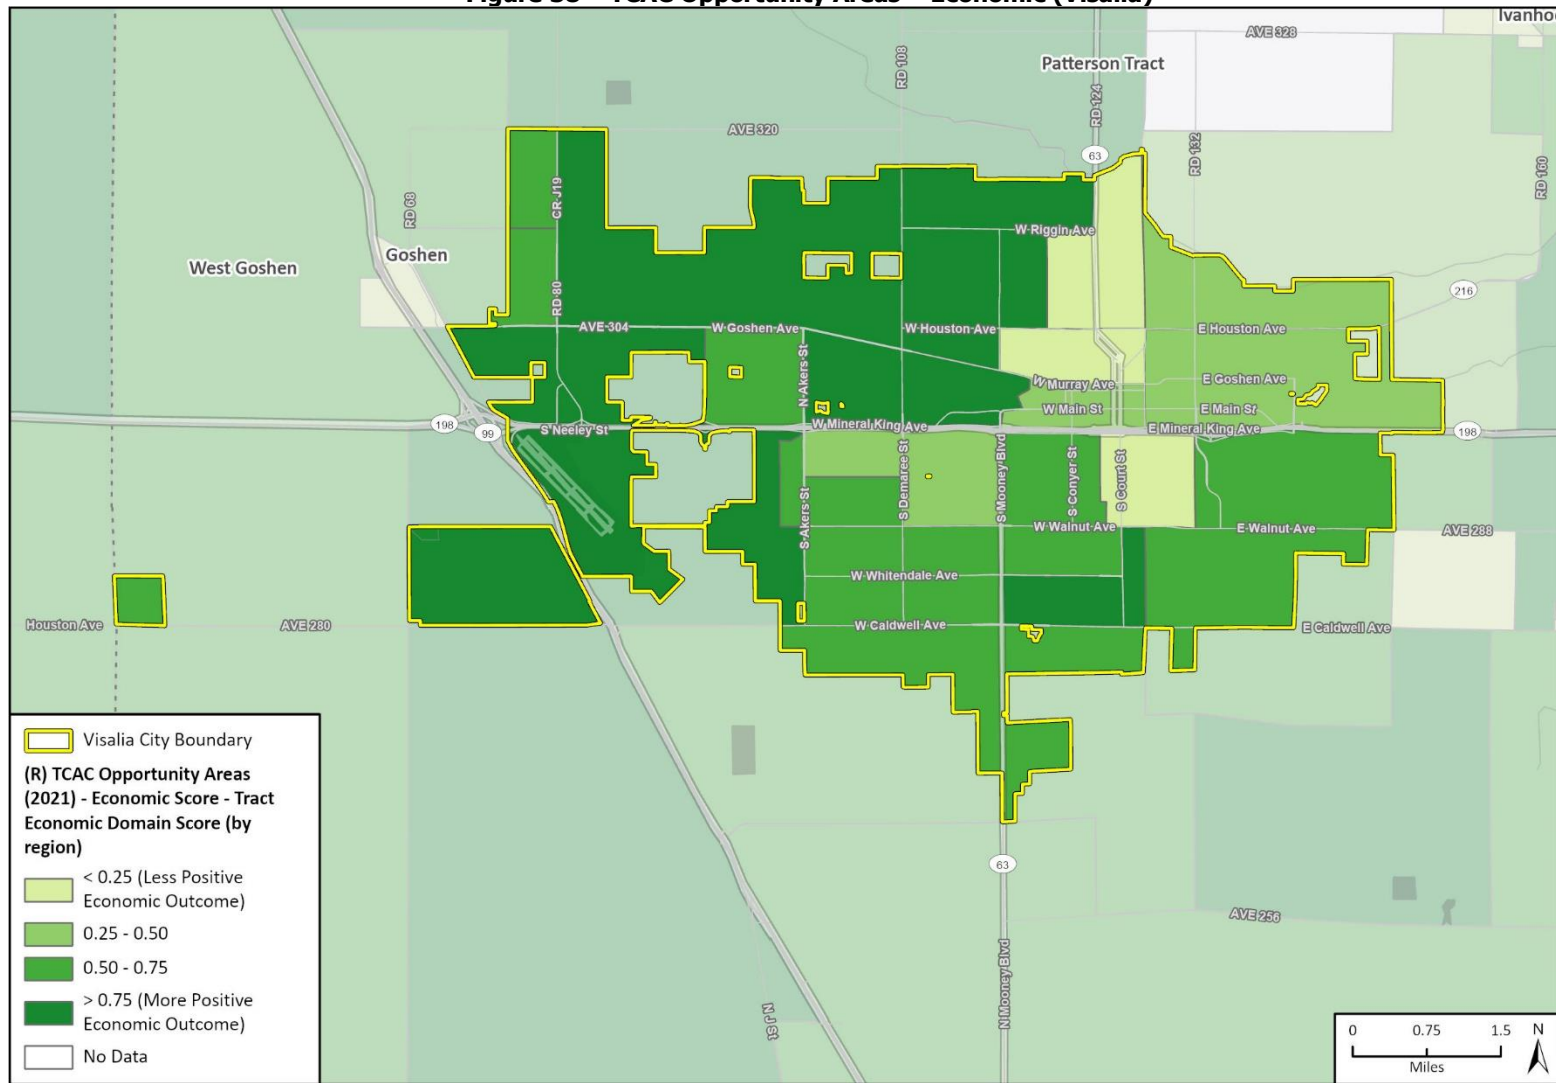 Figure 38 – TCAC Opportunity Areas – Economic (Visalia)
Ivanhoe
AVE 328
Patterson Tract
RD 108
RD 124
AVE 320
63
RD 132
RD 160
CR J19
RD 68
W Riggin Ave
Goshen
West Goshen
216
RD 80
AVE 304
W Goshen Ave
W Houston Ave
E Houston Ave
N Akers St
W Murray Ave
E Goshen Ave
W Main St
E Main St
198
99
S Neeley St
W Mineral King Ave
E Mineral King Ave
198
S Akers St
S Demaree St
S Mooney Blvd
S Conyer St
S Court St
W Walnut Ave
E Walnut Ave
AVE 288
W Whitendale Ave
Houston Ave
AVE 280
W Caldwell Ave
E Caldwell Ave
63
AVE 256
N Mooney Blvd
N J St
Visalia City Boundary
(R) TCAC Opportunity Areas
(2021) - Economic Score - Tract
Economic Domain Score (by
region)
< 0.25 (Less Positive
Economic Outcome)
0.25 - 0.50
0.50 - 0.75
> 0.75 (More Positive
Economic Outcome)
No Data
0 0.75 1.5
Miles
N